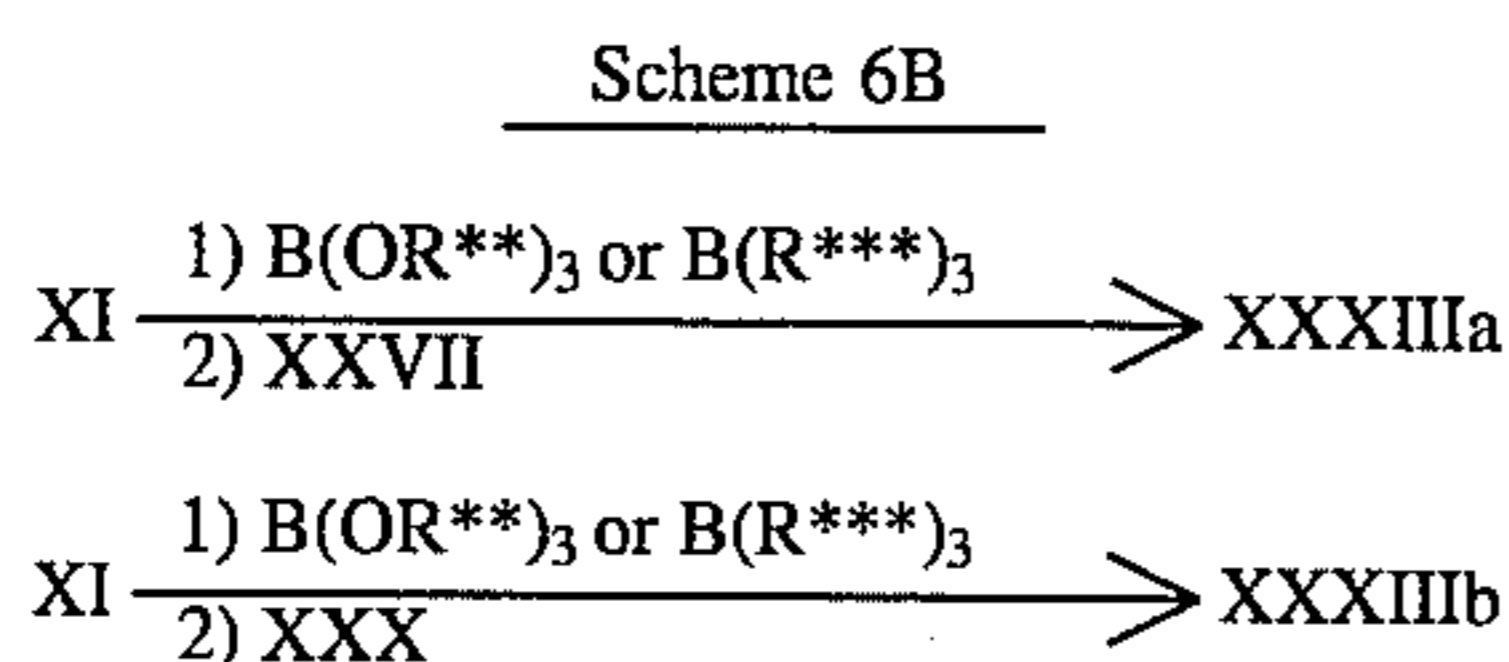 Scheme 6B
1) B(OR**)3 or B(R***)3
XI
XXXIIIa
2) XXVII
1) B(OR**)3 or B(R***)3
XI
XXXIIIb
2) XXX